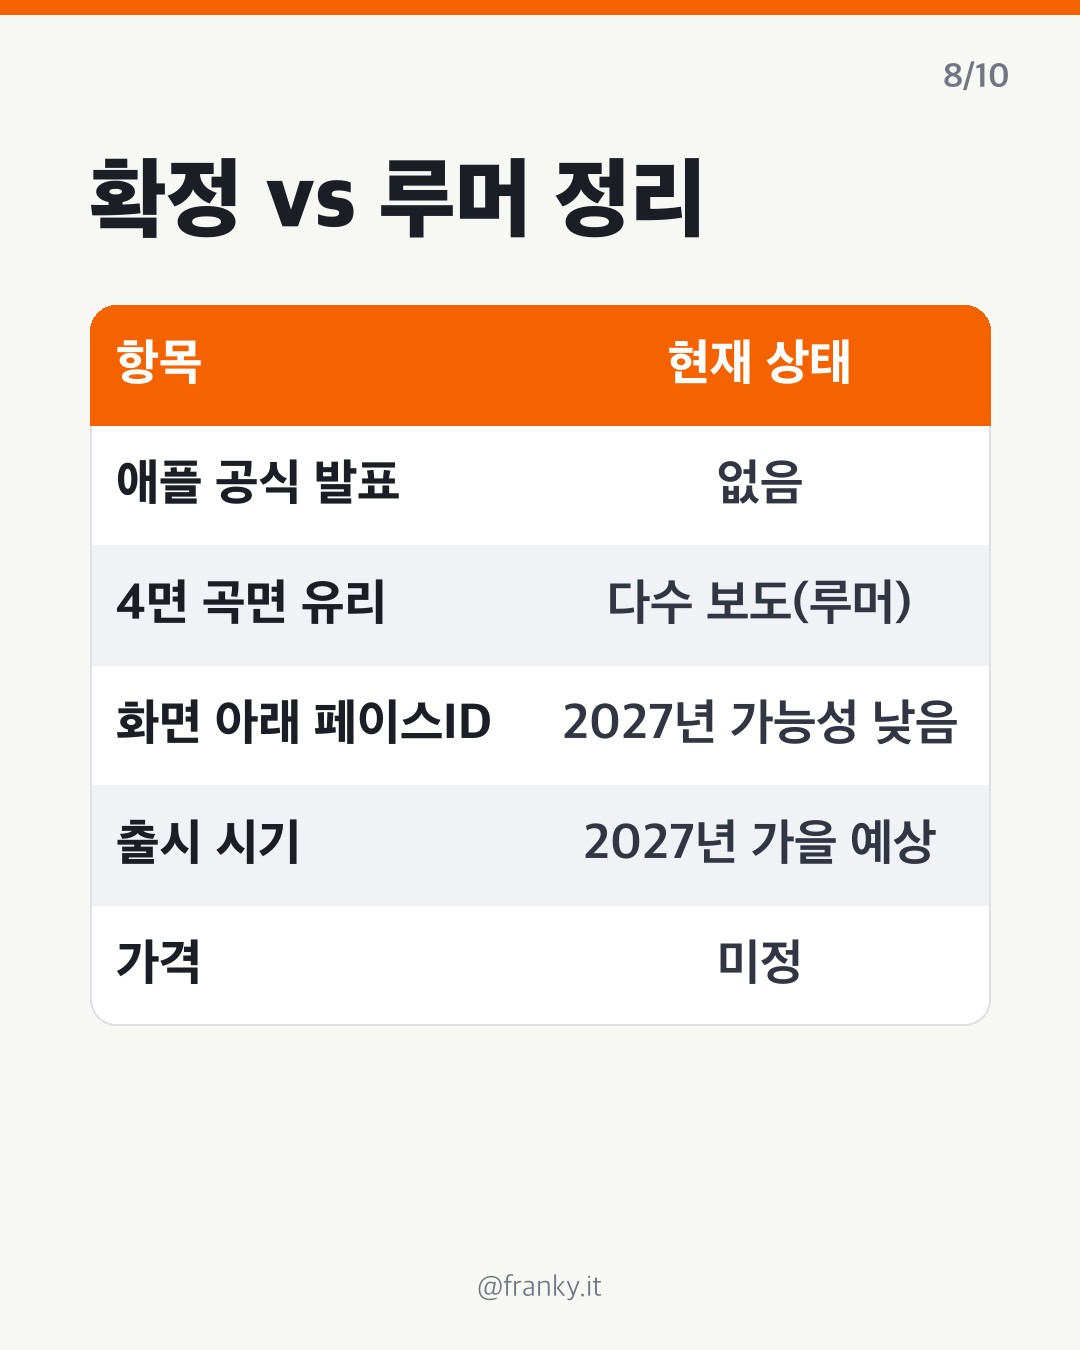 8/10
확정 vs 루머 정리
항목 현재 상태
애플 공식 발표 없음
4면 곡면 유리 다수 보도(루머)
화면 아래 페이스ID 2027년 가능성 낮음
출시 시기 2027년 가을 예상
가격 미정
@franky.it